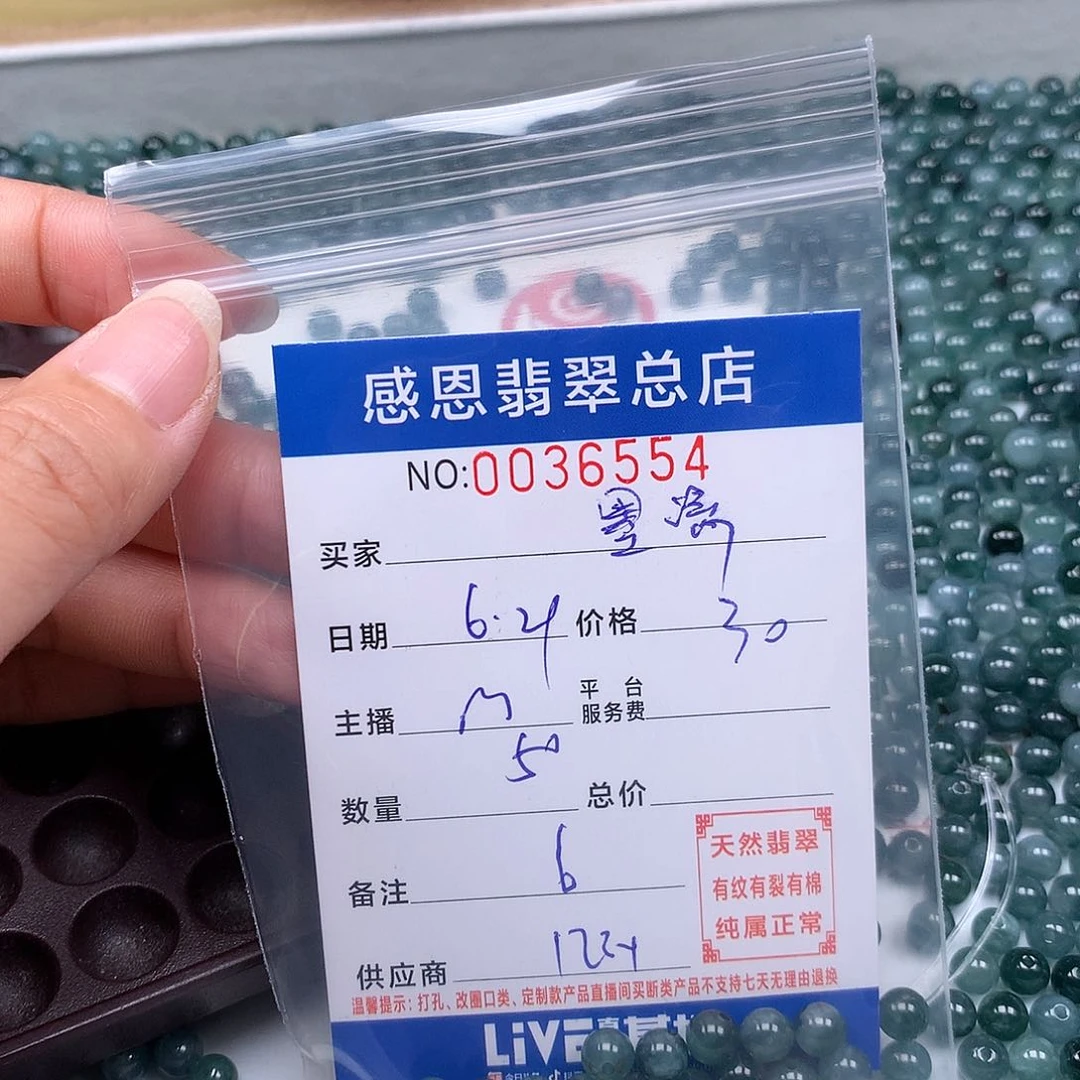 感恩翡翠总店
NO:0036554
买家
日期 6.21 价格 30
主播 M 平台服务费
50
数量 总价
备注 6
天然翡翠
有纹有裂有棉
纯属正常
供应商
温馨提示：打孔、改圈口类、定制款产品直播间买断类产品不支持七天无理由退换
LiVE